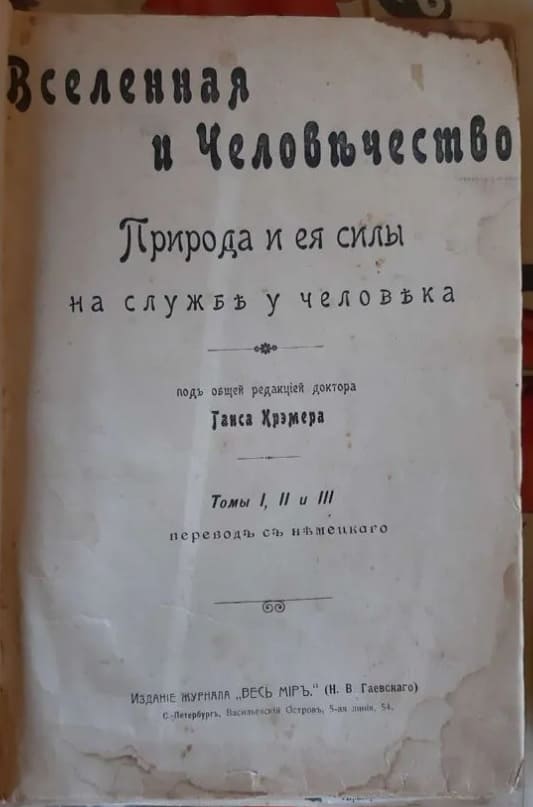 Вселенная
и Человѣчество
Природа и ея силы
на службѣ у человѣка
подъ общей редакціей доктора
Ганса Крэмера
Томы I, II и III
переводъ съ нѣмецкаго
Изданіе журнала „ВЕСЬ МІРЪ.“ (Н. В. Гаевскаго)
С.-Петербургъ, Васильевскій Островъ, 5-ая линія, 54.